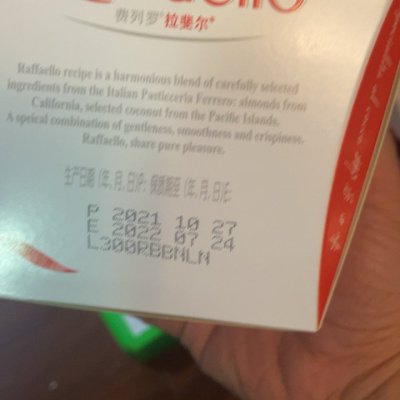 费列罗®拉斐尔®
Raffaello recipe is a harmonious blend of carefully selected
ingredients from the Italian Pasticceria Ferrero: almonds from
California, selected coconut from the Pacific Islands.
A speical combination of gentleness, smoothness and crispiness.
Raffaello, share pure pleasure.
生产日期(年,月,日)P: 保质期至(年,月,日)E:
P 2021 10 27
E 2022 07 24
L300RBBNLN